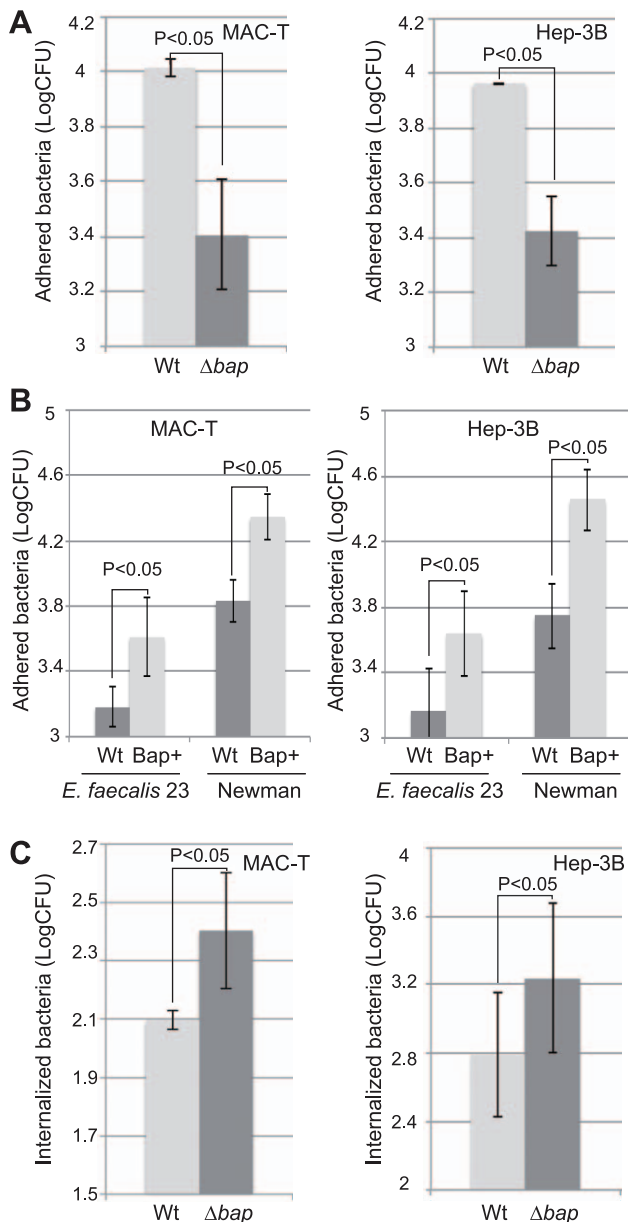 A
MAC-T
P<0.05
Adhered bacteria (LogCFU)
4.2
4
3.8
3.6
3.4
3.2
3
Wt Δbap
Hep-3B
P<0.05
Adhered bacteria (LogCFU)
4.2
4
3.8
3.6
3.4
3.2
3
Wt Δbap
B
MAC-T
P<0.05
P<0.05
Adhered bacteria (LogCFU)
5
4.6
4.2
3.8
3.4
3
Wt Bap+ Wt Bap+
E. faecalis 23 Newman
Hep-3B
P<0.05
P<0.05
Adhered bacteria (LogCFU)
5
4.6
4.2
3.8
3.4
3
Wt Bap+ Wt Bap+
E. faecalis 23 Newman
C
MAC-T
P<0.05
Internalized bacteria (LogCFU)
2.7
2.5
2.3
2.1
1.9
1.7
1.5
Wt Δbap
Hep-3B
P<0.05
Internalized bacteria (LogCFU)
4
3.6
3.2
2.8
2.4
2
Wt Δbap